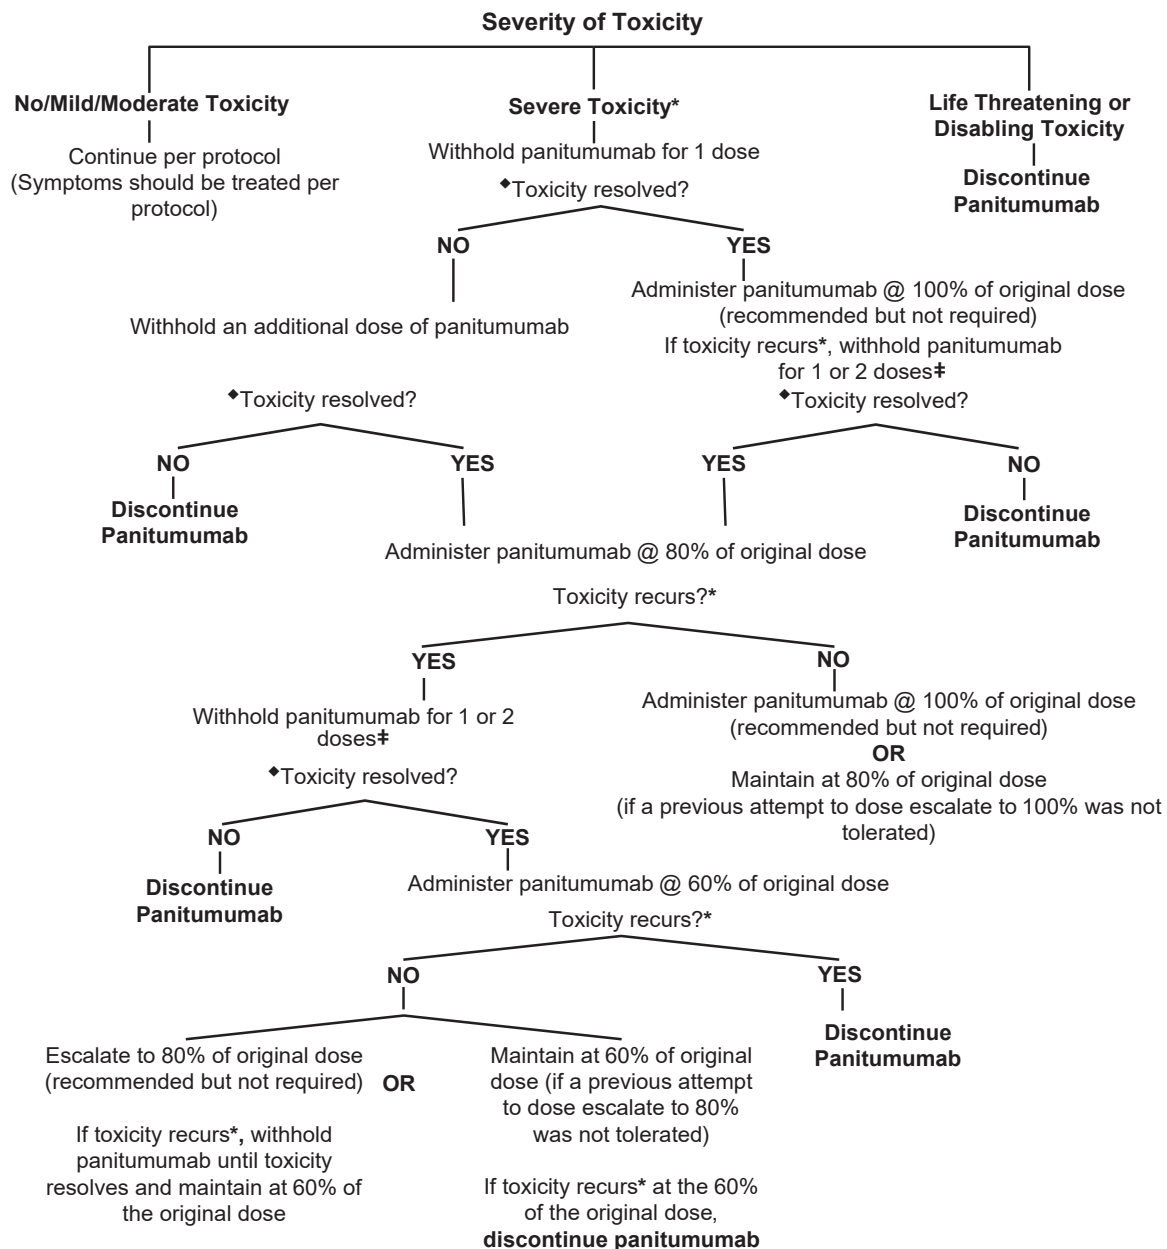 Severity of Toxicity
No/Mild/Moderate Toxicity
Continue per protocol
(Symptoms should be treated per
protocol)
Severe Toxicity*
Withhold panitumumab for 1 dose
◆Toxicity resolved?
Life Threatening or
Disabling Toxicity
Discontinue
Panitumumab
NO
YES
Withhold an additional dose of panitumumab
Administer panitumumab @ 100% of original dose
(recommended but not required)
If toxicity recurs*, withhold panitumumab
for 1 or 2 doses‡
◆Toxicity resolved?
◆Toxicity resolved?
NO
YES
YES
NO
Discontinue
Panitumumab
Discontinue
Panitumumab
Administer panitumumab @ 80% of original dose
Toxicity recurs?*
YES
NO
Withhold panitumumab for 1 or 2
doses‡
◆Toxicity resolved?
Administer panitumumab @ 100% of original dose
(recommended but not required)
OR
Maintain at 80% of original dose
(if a previous attempt to dose escalate to 100% was not
tolerated)
NO
YES
Discontinue
Panitumumab
Administer panitumumab @ 60% of original dose
Toxicity recurs?*
NO
YES
Discontinue
Panitumumab
Escalate to 80% of original dose
(recommended but not required)
If toxicity recurs*, withhold
panitumumab until toxicity
resolves and maintain at 60% of
the original dose
OR
Maintain at 60% of original
dose (if a previous attempt
to dose escalate to 80%
was not tolerated)
If toxicity recurs* at the 60%
of the original dose,
discontinue panitumumab